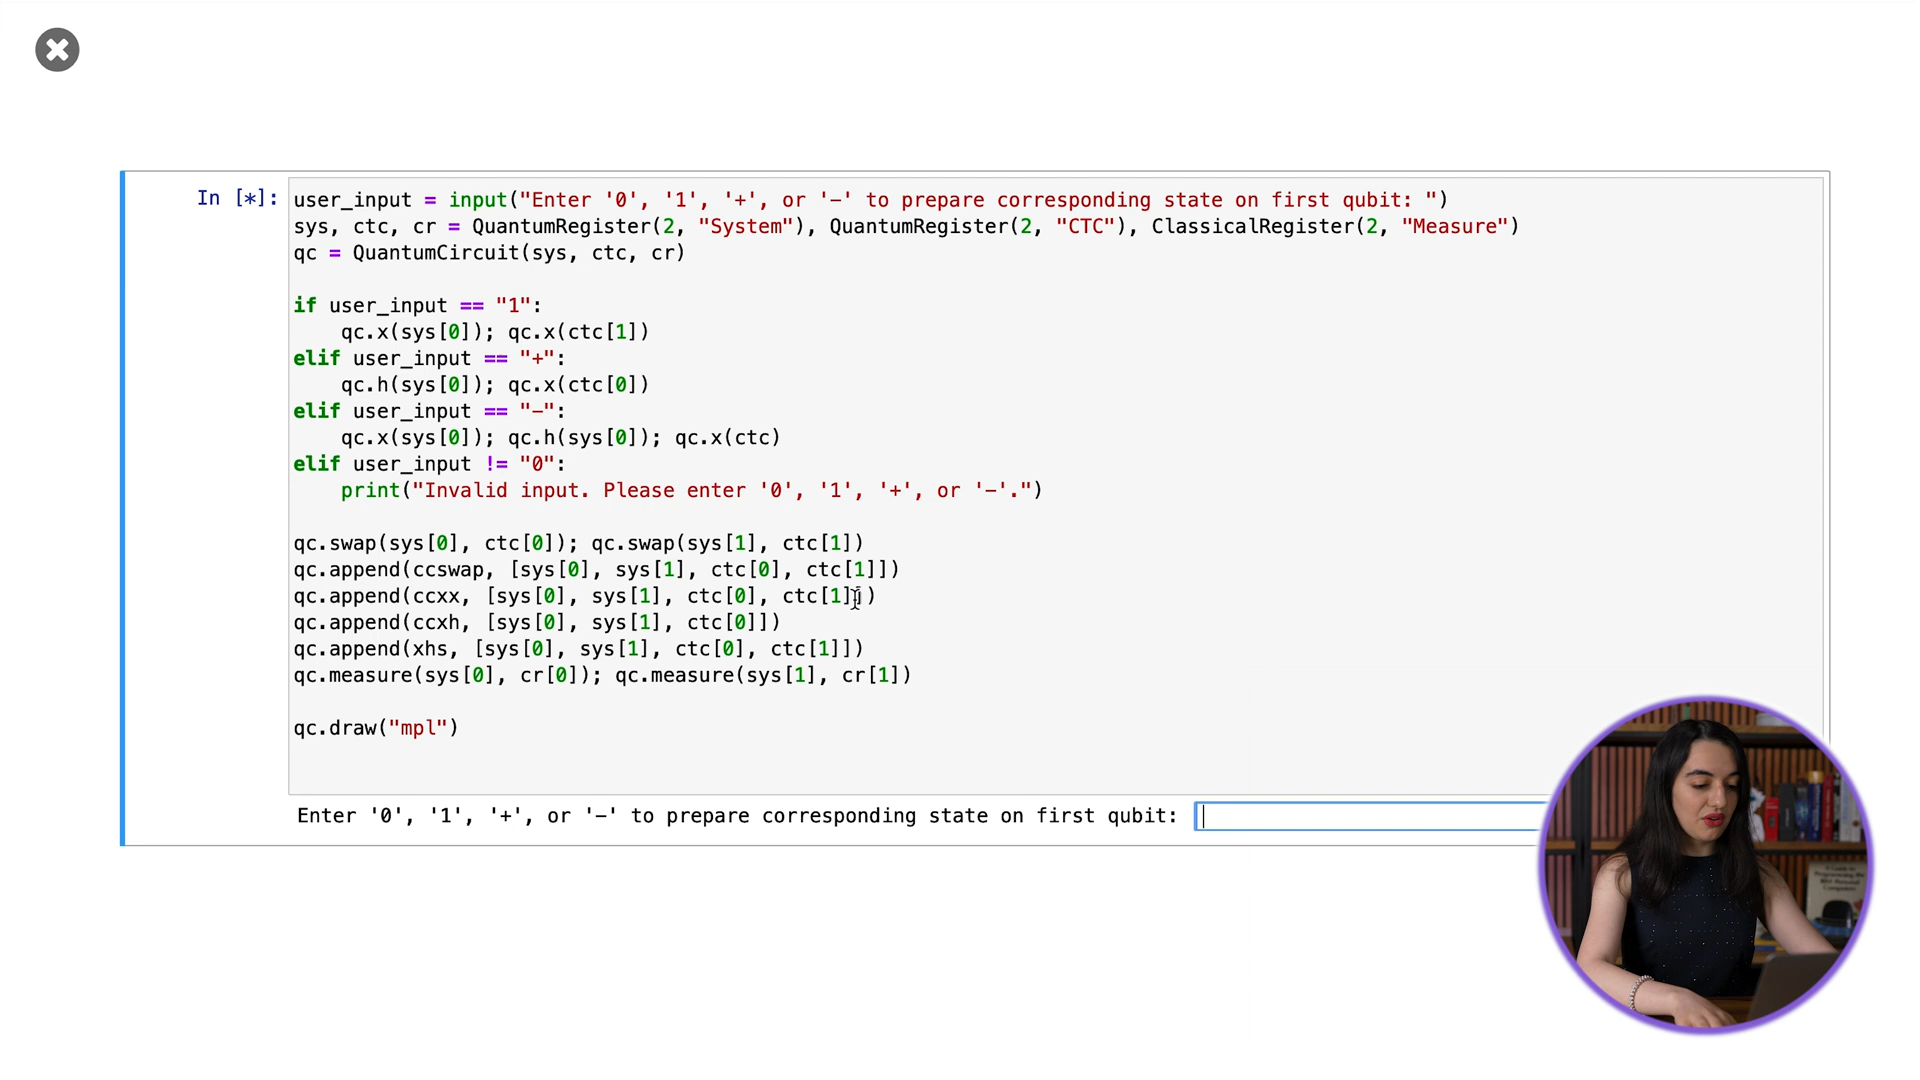 In [*]:
user_input = input("Enter '0', '1', '+', or '-' to prepare corresponding state on first qubit: ")
sys, ctc, cr = QuantumRegister(2, "System"), QuantumRegister(2, "CTC"), ClassicalRegister(2, "Measure")
qc = QuantumCircuit(sys, ctc, cr)
if user_input == "1":
qc.x(sys[0]); qc.x(ctc[1])
elif user_input == "+":
qc.h(sys[0]); qc.x(ctc[0])
elif user_input == "-":
qc.x(sys[0]); qc.h(sys[0]); qc.x(ctc)
elif user_input != "0":
print("Invalid input. Please enter '0', '1', '+', or '-'.")
qc.swap(sys[0], ctc[0]); qc.swap(sys[1], ctc[1])
qc.append(ccswap, [sys[0], sys[1], ctc[0], ctc[1]])
qc.append(ccxx, [sys[0], sys[1], ctc[0], ctc[1]])
qc.append(ccxh, [sys[0], sys[1], ctc[0]])
qc.append(xhs, [sys[0], sys[1], ctc[0], ctc[1]])
qc.measure(sys[0], cr[0]); qc.measure(sys[1], cr[1])
qc.draw("mpl")
Enter '0', '1', '+', or '-' to prepare corresponding state on first qubit: